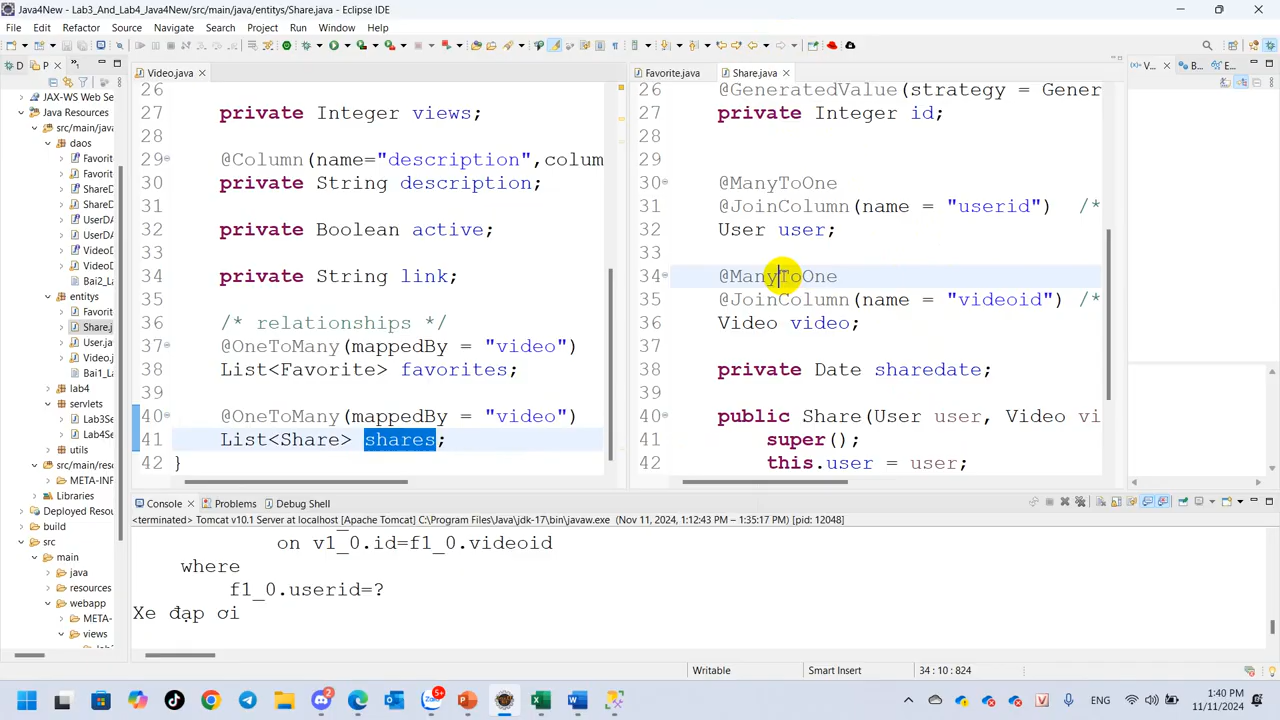 Java4New - Lab3_And_Lab4_Java4New/src/main/java/entitys/Share.java - Eclipse IDE
File Edit Source Refactor Navigate Search Project Run Window Help
D P
JAX-WS Web Se
Java Resources
src/main/java
daos
Favorit
Favorit
ShareD
ShareD
UserDA
UserDA
VideoD
VideoD
Bai2_La
entitys
Favorit
Share.j
User.ja
Video.j
Bai1_La
lab4
servlets
Lab3Se
Lab4Se
utils
src/main/reso
META-INF
Libraries
Deployed Resou
build
src
main
java
resources
webapp
META-
views
Video.java
26
27 private Integer views;
28
29 @Column(name="description",colum
30 private String description;
31
32 private Boolean active;
33
34 private String link;
35
36 /* relationships */
37 @OneToMany(mappedBy = "video")
38 List<Favorite> favorites;
39
40 @OneToMany(mappedBy = "video")
41 List<Share> shares;
42 }
Favorite.java Share.java
26 @GeneratedValue(strategy = Gener
27 private Integer id;
28
29
30 @ManyToOne
31 @JoinColumn(name = "userid") /*
32 User user;
33
34 @ManyToOne
35 @JoinColumn(name = "videoid") /*
36 Video video;
37
38 private Date sharedate;
39
40 public Share(User user, Video vi
41 super();
42 this.user = user;
V... B... E...
Console Problems Debug Shell
<terminated> Tomcat v10.1 Server at localhost [Apache Tomcat] C:\Program Files\Java\jdk-17\bin\javaw.exe (Nov 11, 2024, 1:12:43 PM – 1:35:17 PM) [pid: 12048]
on v1_0.id=f1_0.videoid
where
f1_0.userid=?
Xe đạp ơi
Writable Smart Insert 34 : 10 : 824
2 5+ ENG 1:40 PM
11/11/2024